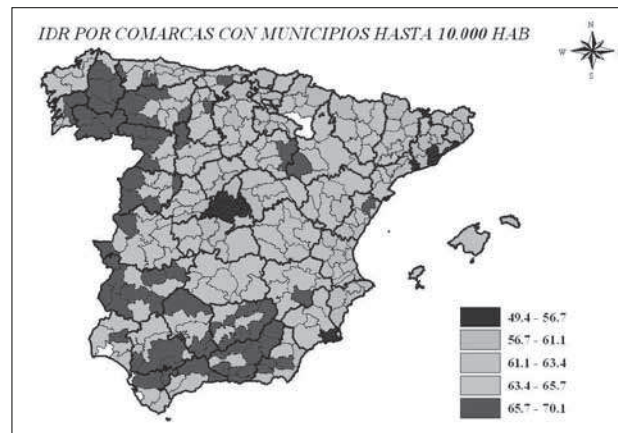 IDR POR COMARCAS CON MUNICIPIOS HASTA 10.000 HAB
N
W
E
S
49.4 - 56.7
56.7 - 61.1
61.1 - 63.4
63.4 - 65.7
65.7 - 70.1